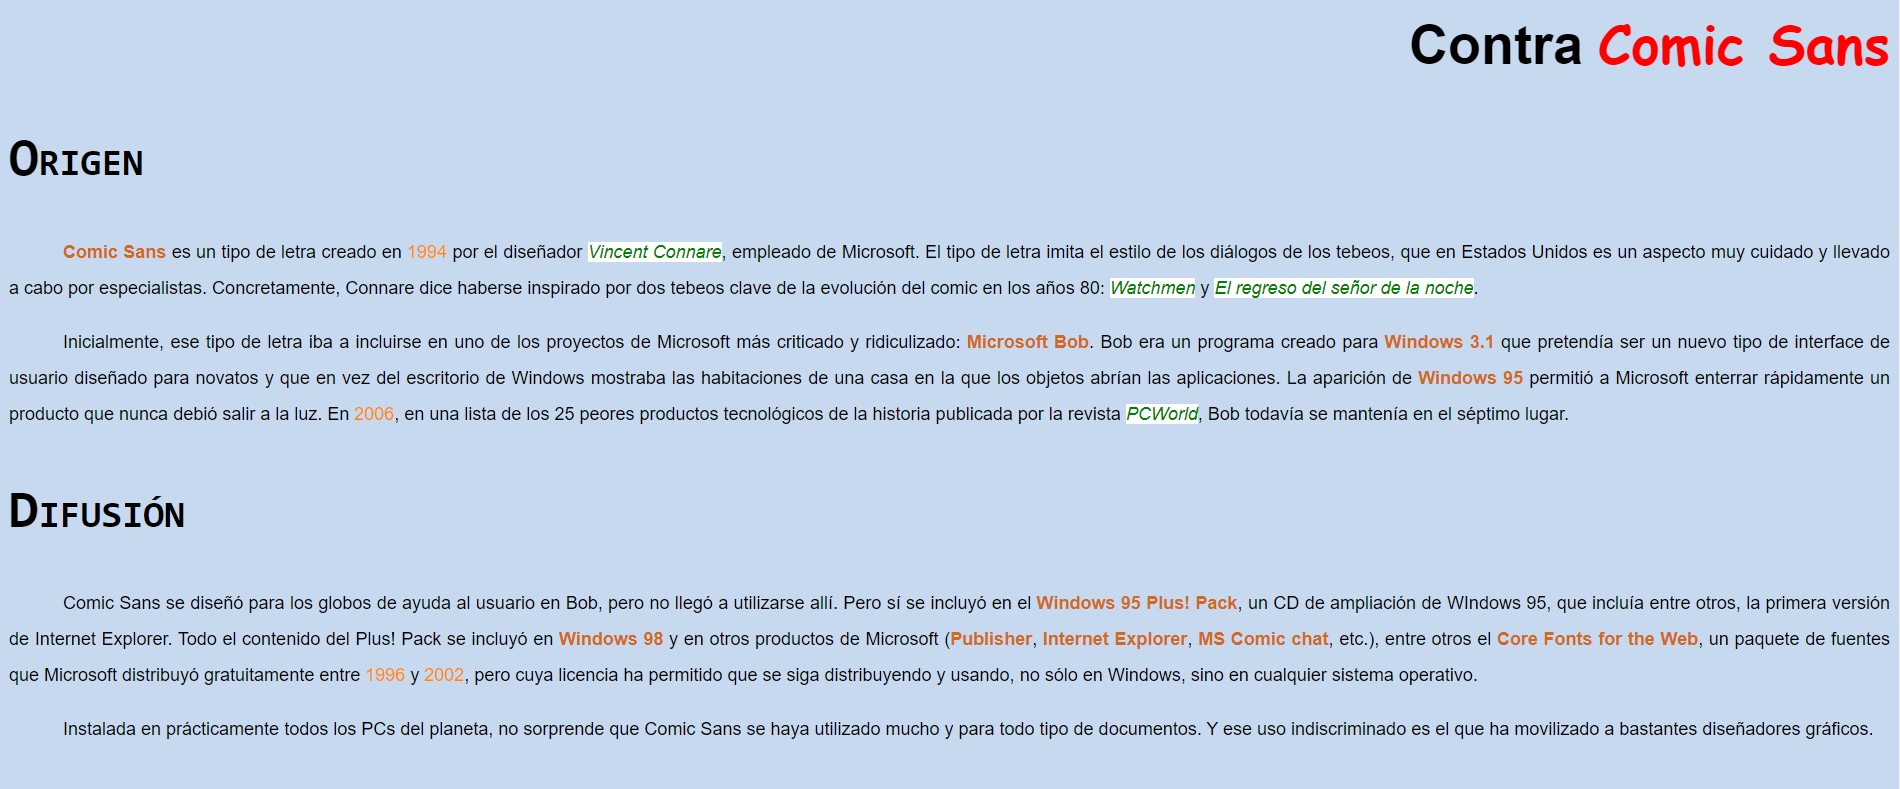 Contra Comic Sans
ORIGEN
Comic Sans es un tipo de letra creado en 1994 por el diseñador Vincent Connare, empleado de Microsoft. El tipo de letra imita el estilo de los diálogos de los tebeos, que en Estados Unidos es un aspecto muy cuidado y llevado
a cabo por especialistas. Concretamente, Connare dice haberse inspirado por dos tebeos clave de la evolución del comic en los años 80: Watchmen y El regreso del señor de la noche.
Inicialmente, ese tipo de letra iba a incluirse en uno de los proyectos de Microsoft más criticado y ridiculizado: Microsoft Bob. Bob era un programa creado para Windows 3.1 que pretendía ser un nuevo tipo de interface de
usuario diseñado para novatos y que en vez del escritorio de Windows mostraba las habitaciones de una casa en la que los objetos abrían las aplicaciones. La aparición de Windows 95 permitió a Microsoft enterrar rápidamente un
producto que nunca debió salir a la luz. En 2006, en una lista de los 25 peores productos tecnológicos de la historia publicada por la revista PCWorld, Bob todavía se mantenía en el séptimo lugar.
DIFUSIÓN
Comic Sans se diseñó para los globos de ayuda al usuario en Bob, pero no llegó a utilizarse allí. Pero sí se incluyó en el Windows 95 Plus! Pack, un CD de ampliación de WIndows 95, que incluía entre otros, la primera versión
de Internet Explorer. Todo el contenido del Plus! Pack se incluyó en Windows 98 y en otros productos de Microsoft (Publisher, Internet Explorer, MS Comic chat, etc.), entre otros el Core Fonts for the Web, un paquete de fuentes
que Microsoft distribuyó gratuitamente entre 1996 y 2002, pero cuya licencia ha permitido que se siga distribuyendo y usando, no sólo en Windows, sino en cualquier sistema operativo.
Instalada en prácticamente todos los PCs del planeta, no sorprende que Comic Sans se haya utilizado mucho y para todo tipo de documentos. Y ese uso indiscriminado es el que ha movilizado a bastantes diseñadores gráficos.